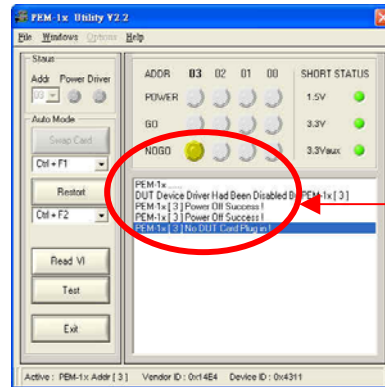 PEM-1x Utility V2.2
File Windows Options Help
Staus
Addr Power Driver
03
Auto Mode
Swap Card
Ctrl + F1
Restart
Ctrl + F2
Read VI
Test
Exit
ADDR 03 02 01 00 SHORT STATUS
POWER 1.5V
GO 3.3V
NOGO 3.3Vaux
PEM-1x ......
DUT Device Driver Had Been Disabled By PEM-1x [ 3 ]
PEM-1x [ 3 ] Power Off Success !
PEM-1x [ 3 ] Power Off Success !
PEM-1x [ 3 ] No DUT Card Plug in !
Active : PEM-1x Addr [ 3 ] Vendor ID : 0x14E4 Device ID : 0x4311